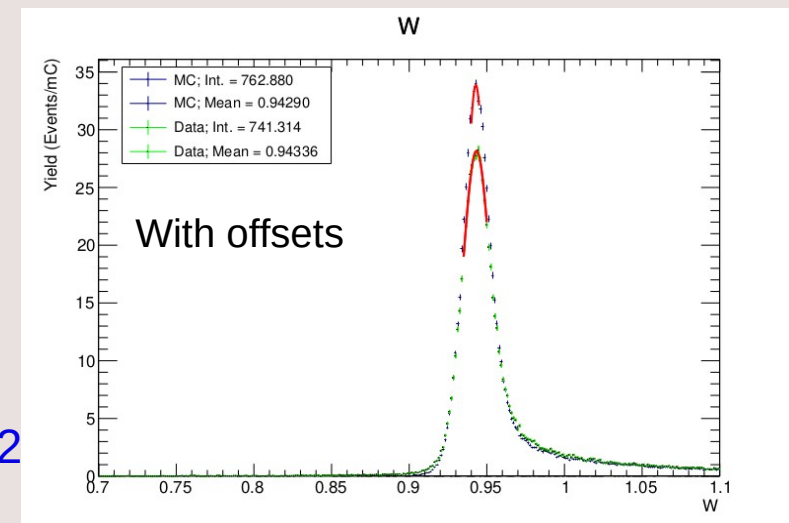 W
Yield (Events/mC)
MC; Int. = 762.880
MC; Mean = 0.94290
Data; Int. = 741.314
Data; Mean = 0.94336
With offsets
35
30
25
20
15
10
5
0
2
0.7 0.75 0.8 0.85 0.9 0.95 1 1.05 1.1
W